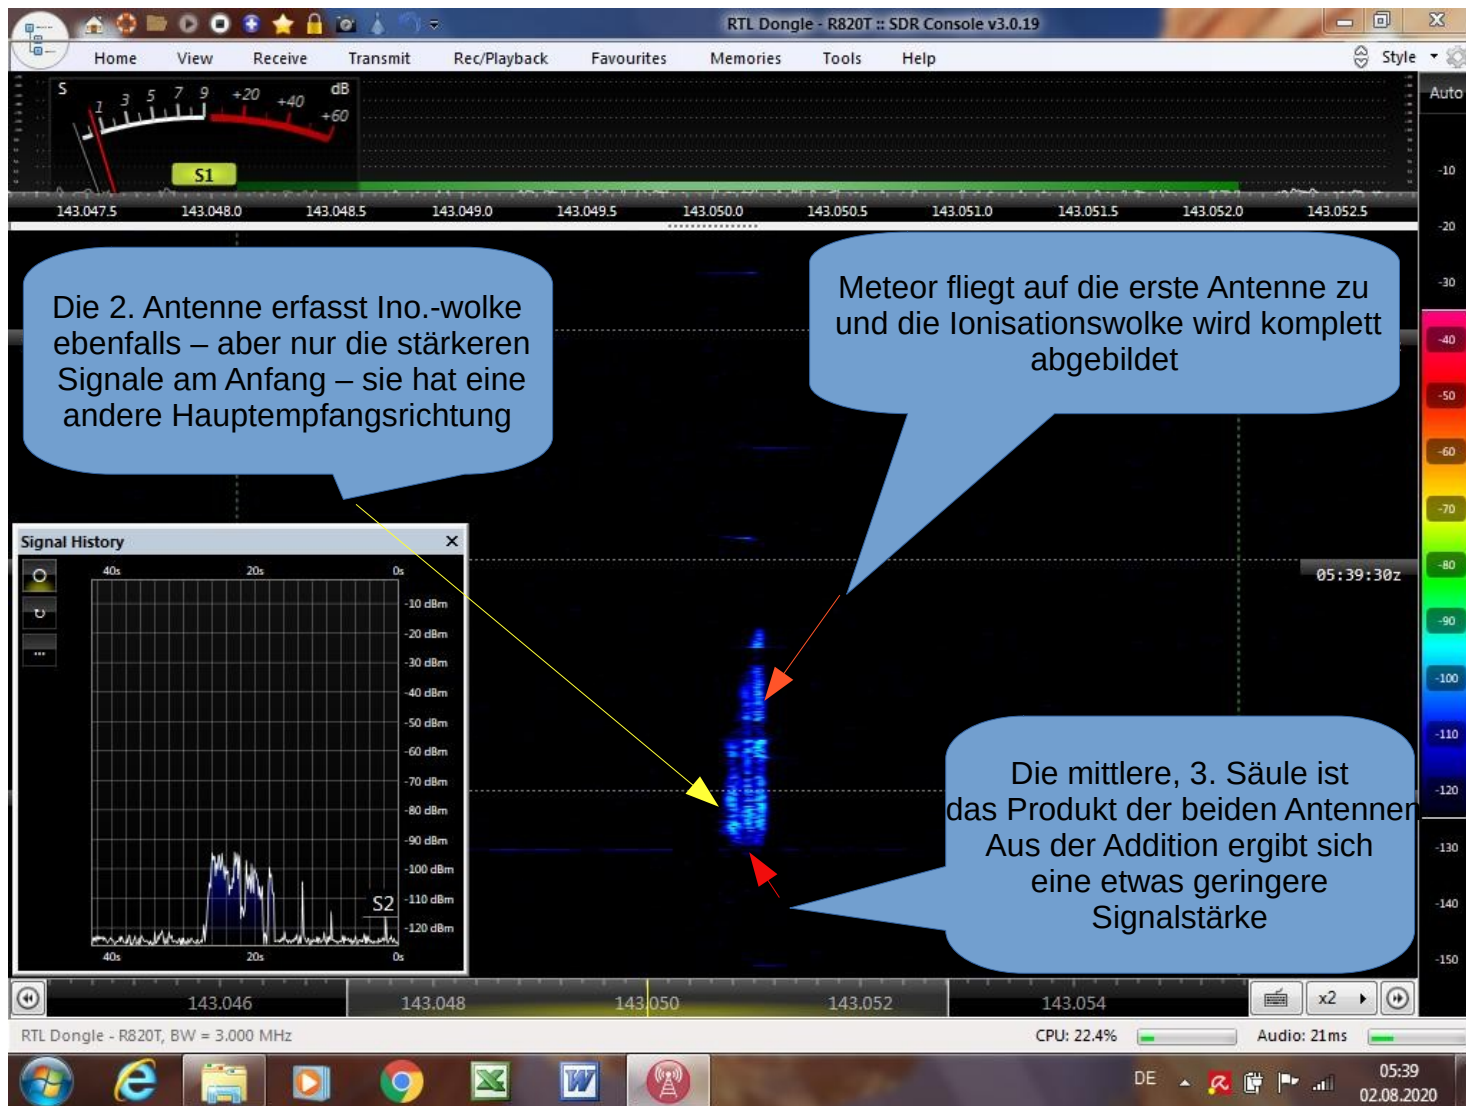 RTL Dongle - R820T :: SDR Console v3.0.19
Home View Receive Transmit Rec/Playback Favourites Memories Tools Help Style
S 1 3 5 7 9 +20 +40 +60 dB
S1
Auto
143.047.5 143.048.0 143.048.5 143.049.0 143.049.5 143.050.0 143.050.5 143.051.0 143.051.5 143.052.0 143.052.5
Die 2. Antenne erfasst Ino.-wolke
ebenfalls – aber nur die stärkeren
Signale am Anfang – sie hat eine
andere Hauptempfangsrichtung
Meteor fliegt auf die erste Antenne zu
und die Ionisationswolke wird komplett
abgebildet
-10
-20
-30
-40
-50
-60
-70
-80
-90
-100
-110
-120
-130
-140
-150
05:39:30z
Signal History
40s 20s 0s
-10 dBm
-20 dBm
-30 dBm
-40 dBm
-50 dBm
-60 dBm
-70 dBm
-80 dBm
-90 dBm
-100 dBm
S2 -110 dBm
-120 dBm
40s 20s 0s
Die mittlere, 3. Säule ist
das Produkt der beiden Antennen
Aus der Addition ergibt sich
eine etwas geringere
Signalstärke
143.046 143.048 143.050 143.052 143.054
x2
RTL Dongle - R820T, BW = 3.000 MHz CPU: 22.4% Audio: 21ms
DE 05:39
02.08.2020